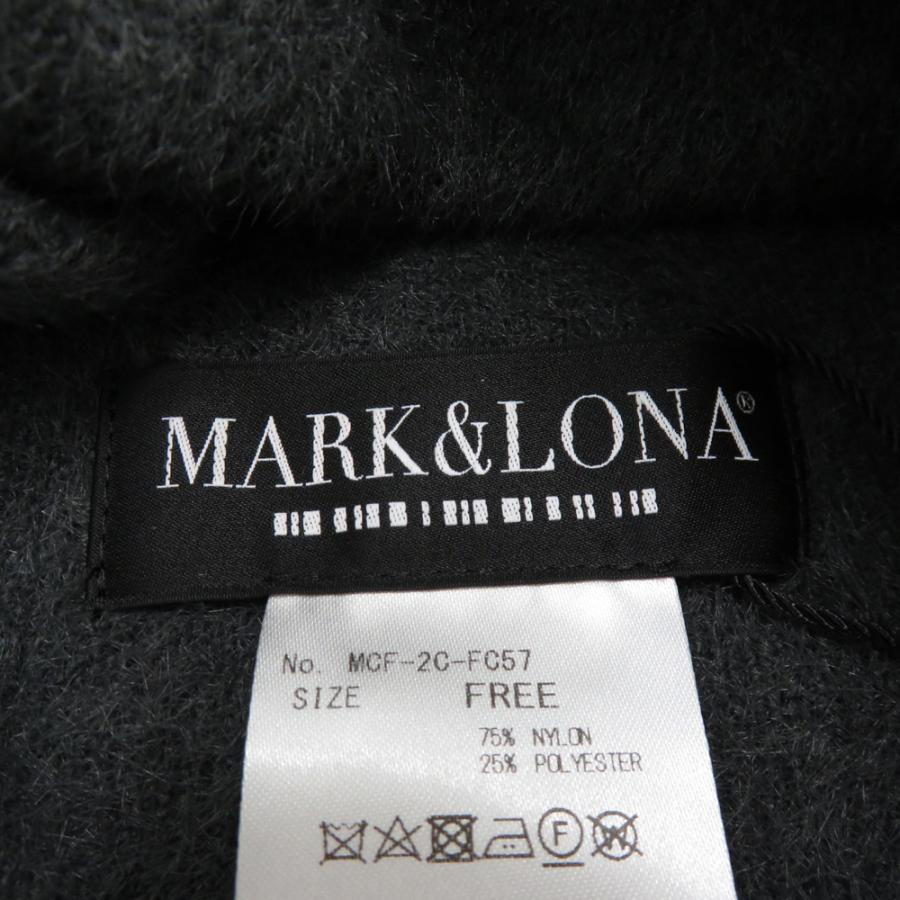 MARK&LONA®
No. MCF-2C-FC57
SIZE FREE
75% NYLON
25% POLYESTER
F
W